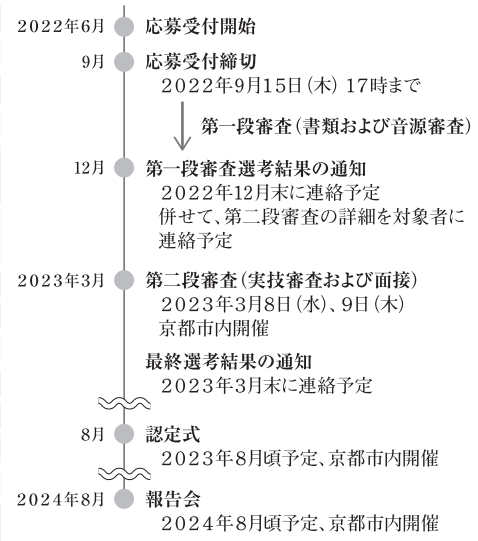 2022年6月 応募受付開始
9月 応募受付締切
2022年9月15日（木） 17時まで
第一段審査（書類および音源審査）
12月 第一段審査選考結果の通知
2022年12月末に連絡予定
併せて、第二段審査の詳細を対象者に
連絡予定
2023年3月 第二段審査（実技審査および面接）
2023年3月8日（水）、9日（木）
京都市内開催
最終選考結果の通知
2023年3月末に連絡予定
8月 認定式
2023年8月頃予定、京都市内開催
2024年8月 報告会
2024年8月頃予定、京都市内開催